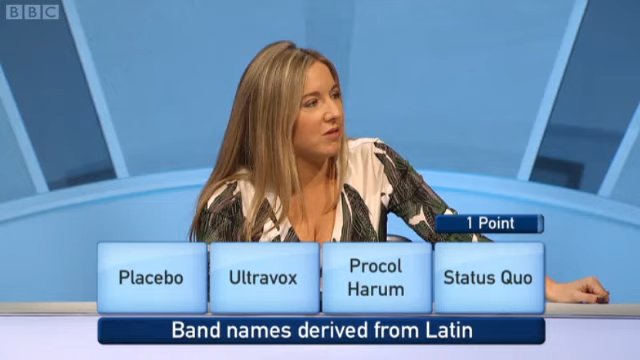 BBC
1 Point
Placebo
Ultravox
Procol
Harum
Status Quo
Band names derived from Latin